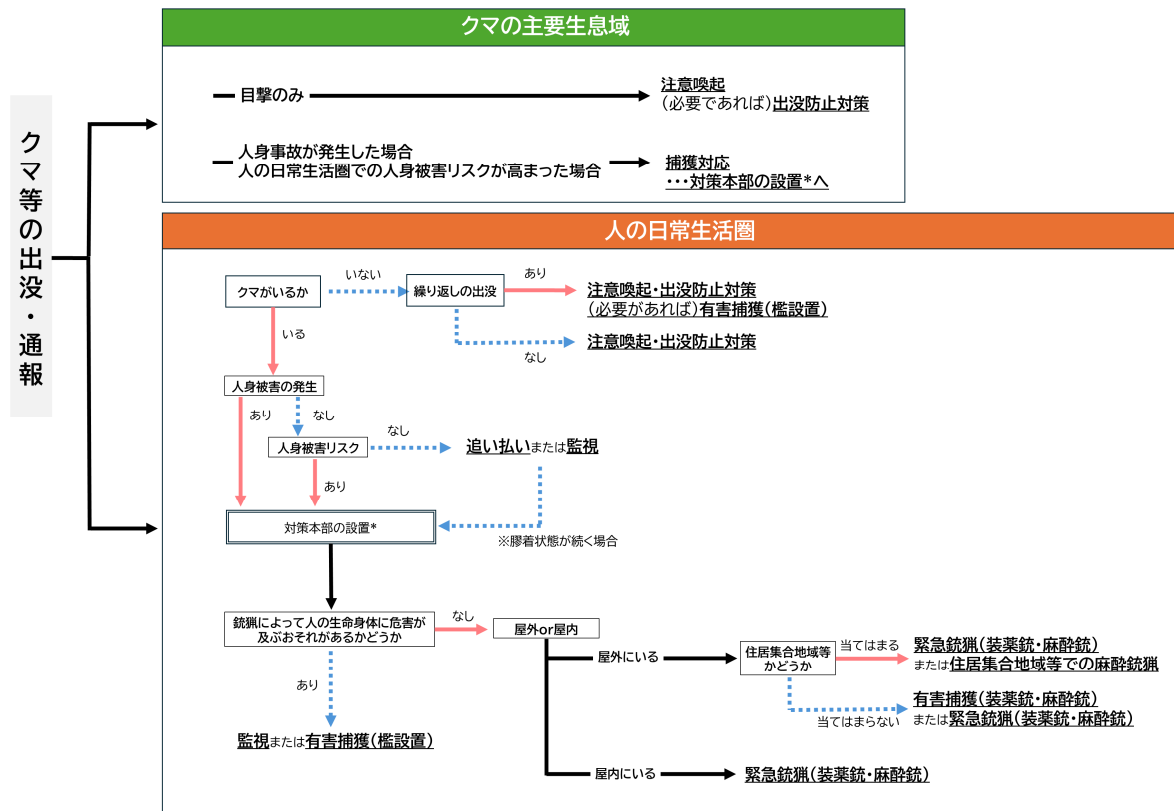 クマ等の出没・通報
クマの主要生息域
目撃のみ
注意喚起
(必要であれば)出没防止対策
人身事故が発生した場合
人の日常生活圏での人身被害リスクが高まった場合
捕獲対応
・・・対策本部の設置*へ
人の日常生活圏
クマがいるか
いない
繰り返しの出没
あり
注意喚起・出没防止対策
(必要があれば)有害捕獲(檻設置)
なし
注意喚起・出没防止対策
いる
人身被害の発生
あり
なし
人身被害リスク
なし
追い払いまたは監視
あり
対策本部の設置*
※膠着状態が続く場合
銃猟によって人の生命身体に危害が
及ぶおそれがあるかどうか
なし
屋外or屋内
あり
監視または有害捕獲(檻設置)
屋外にいる
住居集合地域等
かどうか
当てはまる
緊急銃猟(装薬銃・麻酔銃)
または住居集合地域等での麻酔銃猟
当てはまらない
有害捕獲(装薬銃・麻酔銃)
または緊急銃猟(装薬銃・麻酔銃)
屋内にいる
緊急銃猟(装薬銃・麻酔銃)